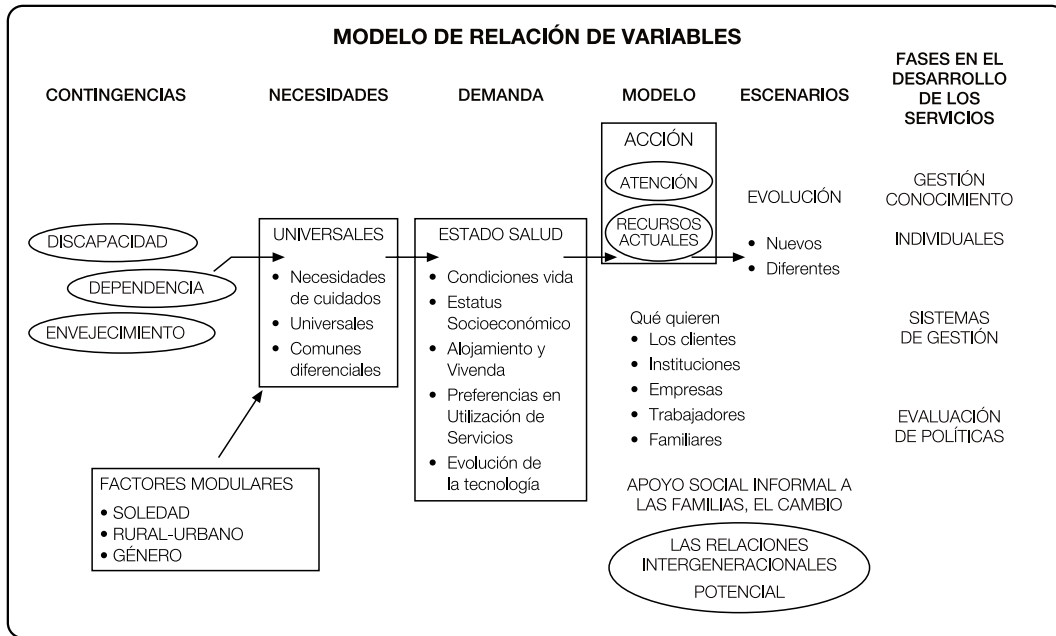 MODELO DE RELACIÓN DE VARIABLES
CONTINGENCIAS
NECESIDADES
DEMANDA
MODELO
ESCENARIOS
FASES EN EL
DESARROLLO
DE LOS
SERVICIOS
DISCAPACIDAD
DEPENDENCIA
ENVEJECIMIENTO
FACTORES MODULARES
• SOLEDAD
• RURAL-URBANO
• GÉNERO
UNIVERSALES
• Necesidades
de cuidados
• Universales
• Comunes
diferenciales
ESTADO SALUD
• Condiciones vida
• Estatus
Socioeconómico
• Alojamiento y
Vivenda
• Preferencias en
Utilización de
Servicios
• Evolución de
la tecnología
ACCIÓN
ATENCIÓN
RECURSOS
ACTUALES
Qué quieren
• Los clientes
• Instituciones
• Empresas
• Trabajadores
• Familiares
APOYO SOCIAL INFORMAL A
LAS FAMILIAS, EL CAMBIO
LAS RELACIONES
INTERGENERACIONALES
POTENCIAL
EVOLUCIÓN
• Nuevos
• Diferentes
GESTIÓN
CONOCIMIENTO
INDIVIDUALES
SISTEMAS
DE GESTIÓN
EVALUACIÓN
DE POLÍTICAS